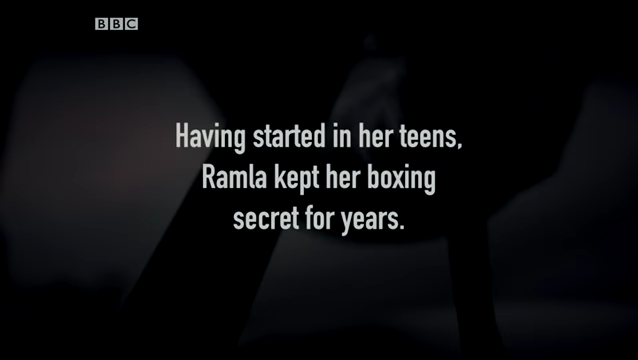 BBC
Having started in her teens,
Ramla kept her boxing
secret for years.